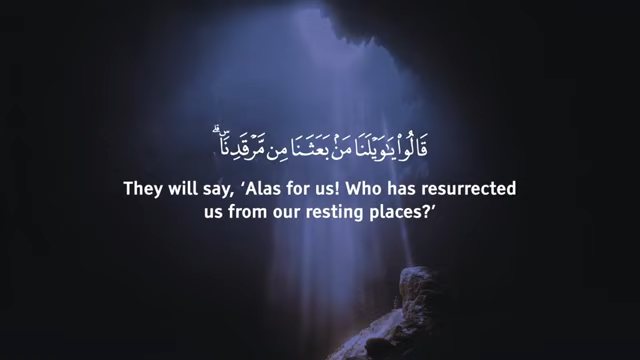 قَالُوا۟ يَـٰوَيْلَنَا مَنۢ بَعَثَنَا مِن مَّرْقَدِنَا ۜ ۗ
They will say, ‘Alas for us! Who has resurrected
us from our resting places?’